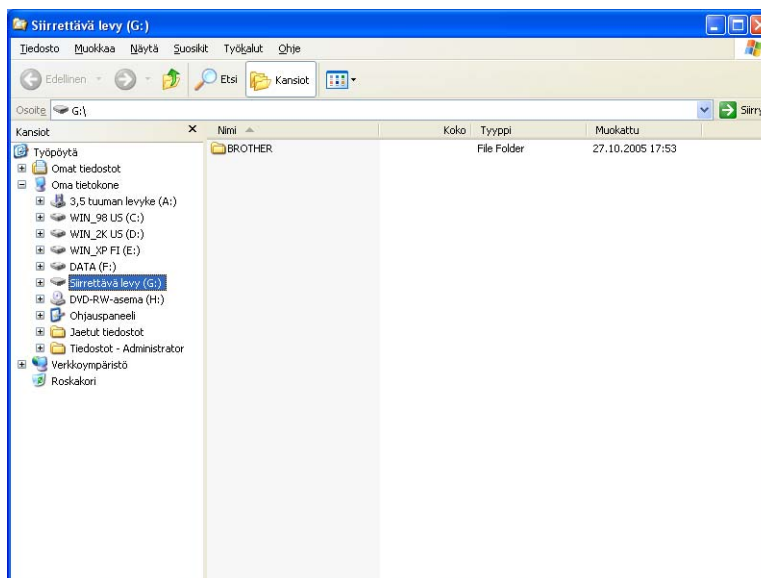 Siirrettävä levy (G:)
Tiedosto Muokkaa Näytä Suosikit Työkalut Ohje
Edellinen Etsi Kansiot
Osoite G:\ Siirry
Kansiot Nimi Koko Tyyppi Muokattu
BROTHER File Folder 27.10.2005 17:53
Työpöytä
Omat tiedostot
Oma tietokone
3,5 tuuman levyke (A:)
WIN_98 US (C:)
WIN_2K US (D:)
WIN_XP FI (E:)
DATA (F:)
Siirrettävä levy (G:)
DVD-RW-asema (H:)
Ohjauspaneeli
Jaetut tiedostot
Tiedostot - Administrator
Verkkoympäristö
Roskakori